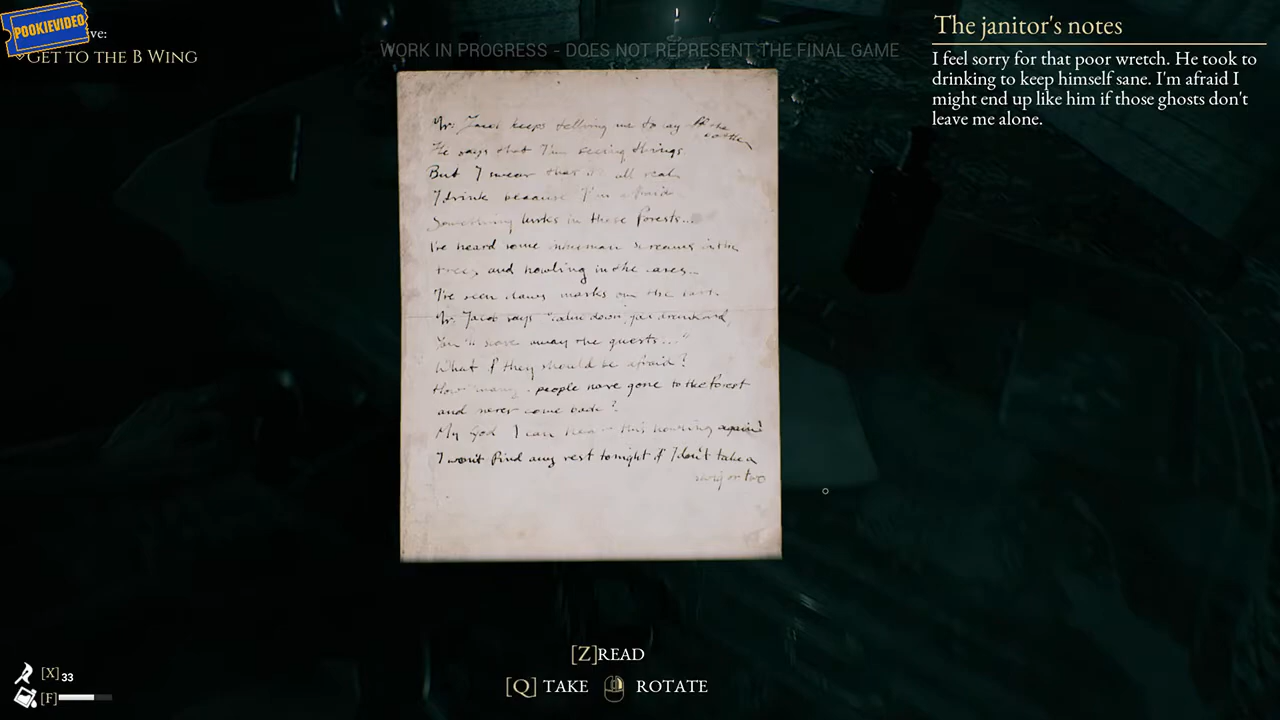 POOKIEVIDEO
ve:
GET TO THE B WING
WORK IN PROGRESS - DOES NOT REPRESENT THE FINAL GAME
The janitor's notes
I feel sorry for that poor wretch. He took to
drinking to keep himself sane. I'm afraid I
might end up like him if those ghosts don't
leave me alone.
Mr. Jacob keeps telling me to lay off the
bottle
He says that I'm seeing things
But I swear that it's all real
I drink because I'm afraid
Something lurks in those forests...
I've heard some inhuman screams in the
trees and howling in the caves...
I've seen claws marks on the
Mr. Jacob says "calm down, you drunkard,
You'll scare away the guests..."
What if they should be afraid?
How many people have gone to the forest
and never come back?
My God I can hear this howling again!
I won't find any rest tonight if I don't take a
swig or two
[Z]READ
[Q] TAKE ROTATE
[X] 33
[F]